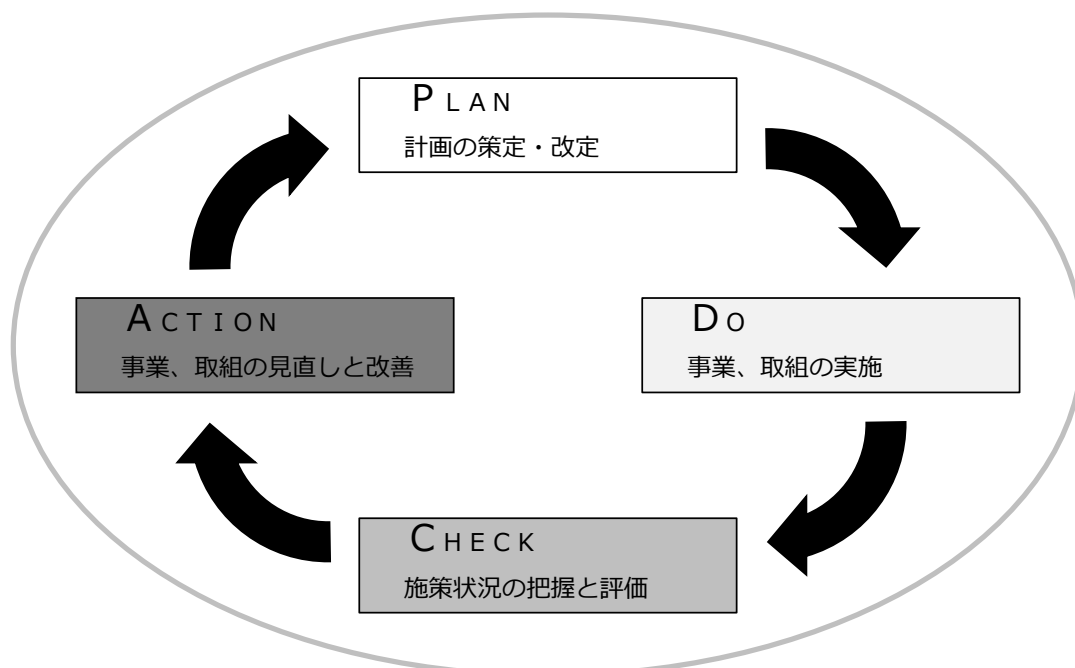 PLAN
計画の策定・改定
DO
事業、取組の実施
CHECK
施策状況の把握と評価
ACTION
事業、取組の見直しと改善